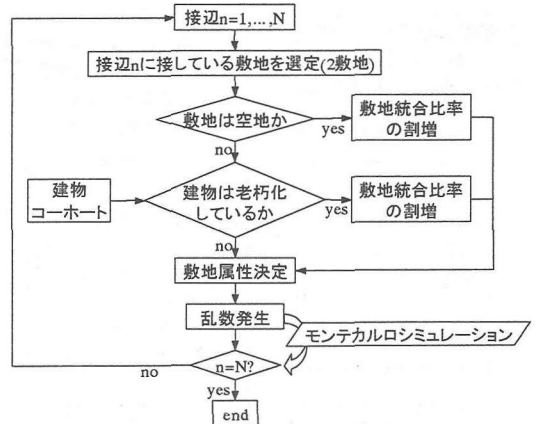 接辺n=1,...,N
接辺nに接している敷地を選定(2敷地)
敷地は空地か
yes
敷地統合比率
の割増
no
建物
コーホート
建物は老朽化
しているか
yes
敷地統合比率
の割増
no
敷地属性決定
乱数発生
モンテカルロシミュレーション
n=N?
no
yes
end